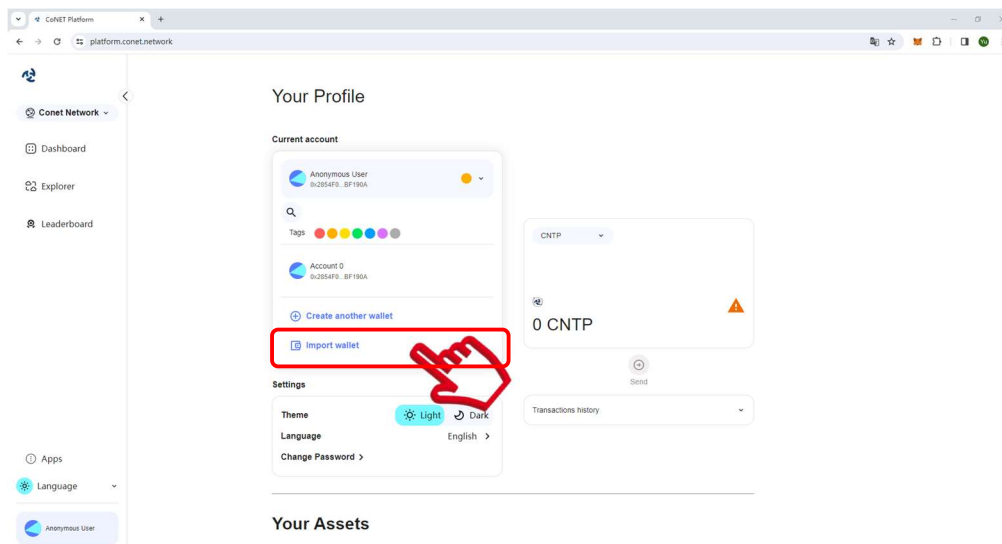 CoNET Platform
platform.conet.network
Yu
Conet Network
Dashboard
Explorer
Leaderboard
Apps
Language
Anonymous User
Your Profile
Current account
Anonymous User
0x2854F0...BF190A
Tags
Account 0
0x2854F0...BF190A
Create another wallet
Import wallet
Settings
Theme
Light
Dark
Language
English
Change Password
CNTP
0 CNTP
Send
Transactions history
Your Assets